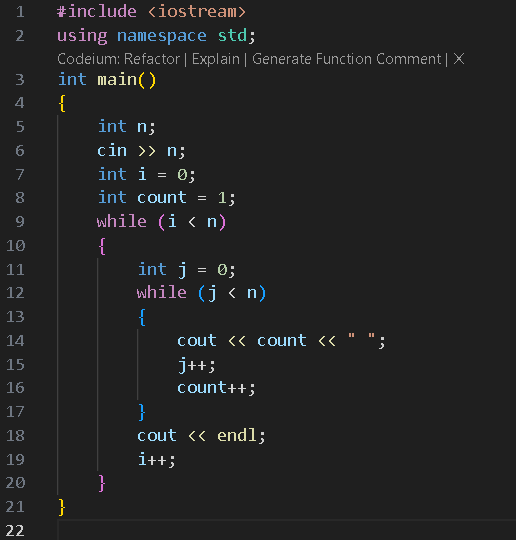 1 #include <iostream>
2 using namespace std;
Codeium: Refactor | Explain | Generate Function Comment | ×
3 int main()
4 {
5     int n;
6     cin >> n;
7     int i = 0;
8     int count = 1;
9     while (i < n)
10     {
11         int j = 0;
12         while (j < n)
13         {
14             cout << count << " ";
15             j++;
16             count++;
17         }
18         cout << endl;
19         i++;
20     }
21 }
22